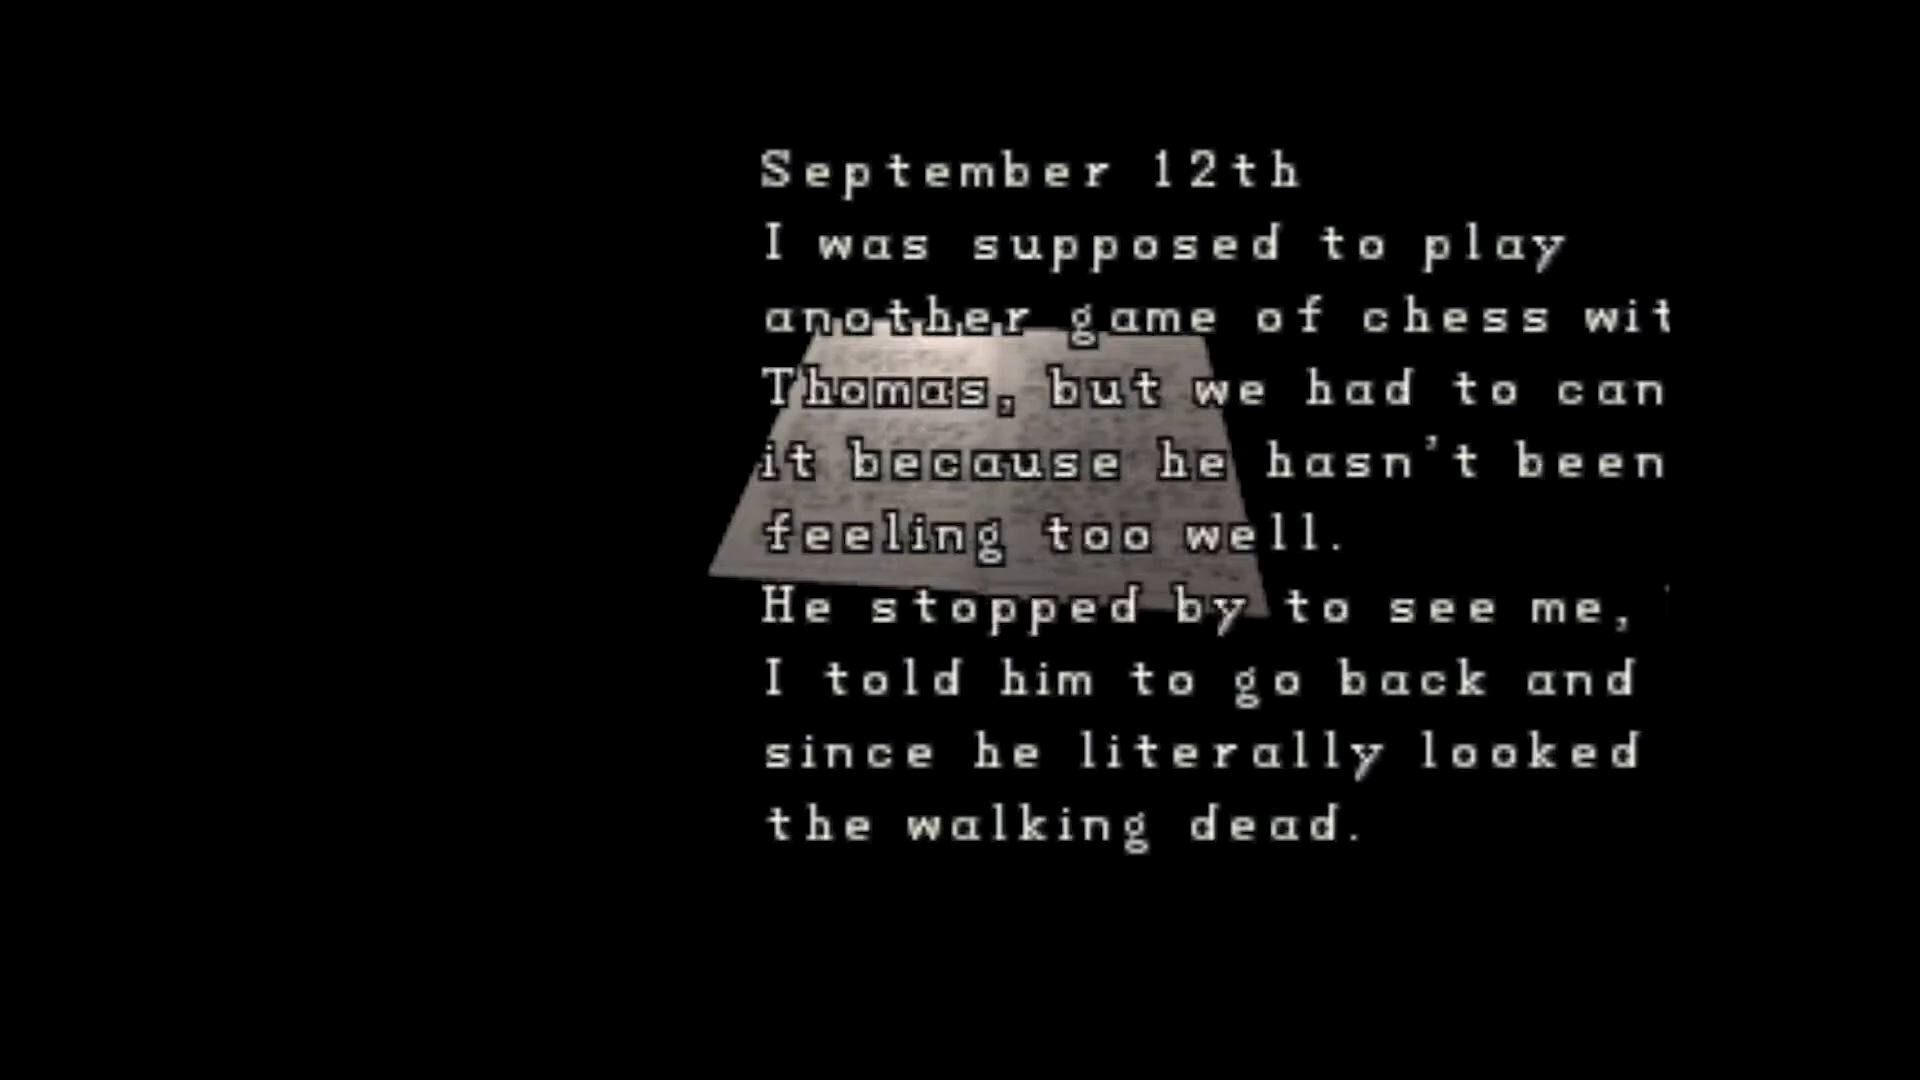 September 12th
I was supposed to play
another game of chess wit
Thomas, but we had to can
it because he hasn't been
feeling too well.
He stopped by to see me,
I told him to go back and
since he literally looked
the walking dead.